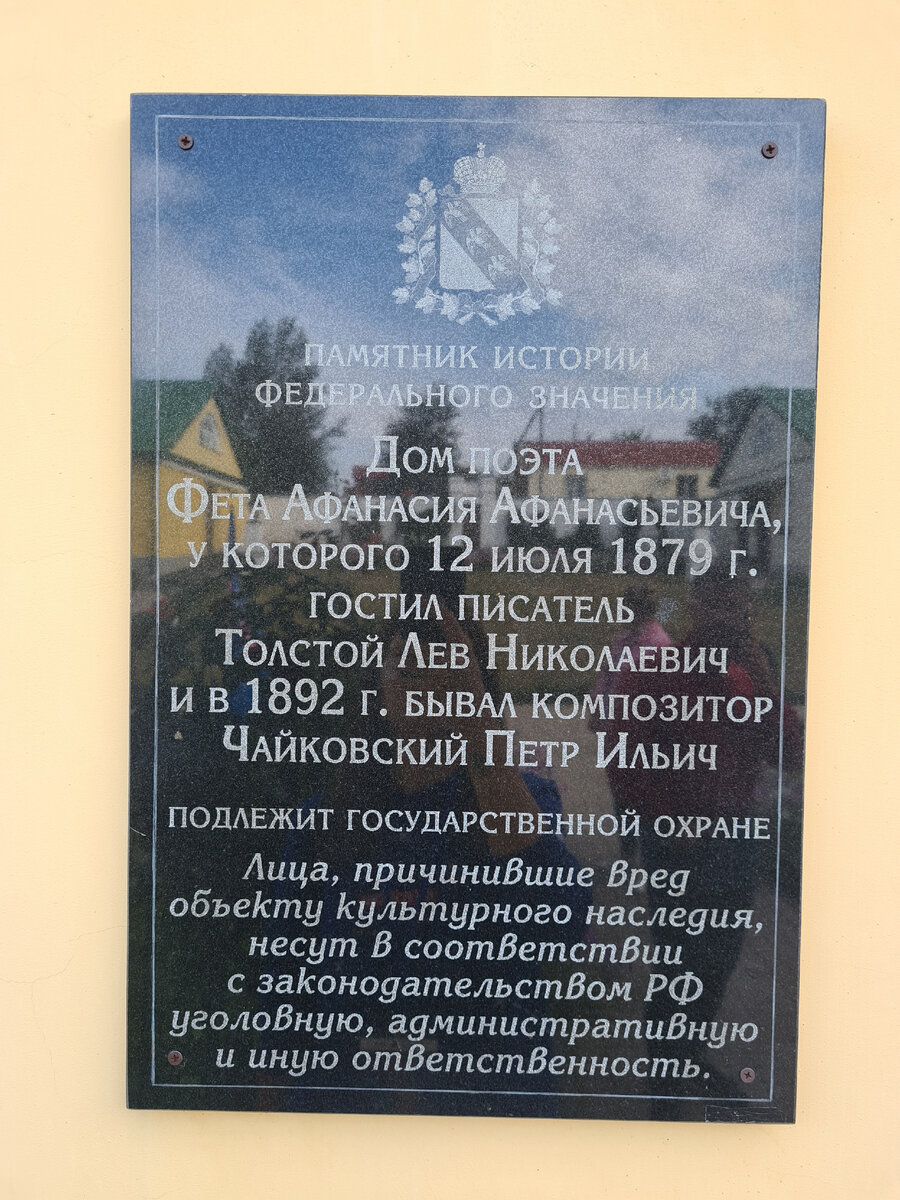 ПАМЯТНИК ИСТОРИИ
ФЕДЕРАЛЬНОГО ЗНАЧЕНИЯ
ДОМ ПОЭТА
ФЕТА АФАНАСИЯ АФАНАСЬЕВИЧА,
У КОТОРОГО 12 ИЮЛЯ 1879 Г.
ГОСТИЛ ПИСАТЕЛЬ
ТОЛСТОЙ ЛЕВ НИКОЛАЕВИЧ
И В 1892 Г. БЫВАЛ КОМПОЗИТОР
ЧАЙКОВСКИЙ ПЕТР ИЛЬИЧ
ПОДЛЕЖИТ ГОСУДАРСТВЕННОЙ ОХРАНЕ
Лица, причинившие вред
объекту культурного наследия,
несут в соответствии
с законодательством РФ
уголовную, административную
и иную ответственность.